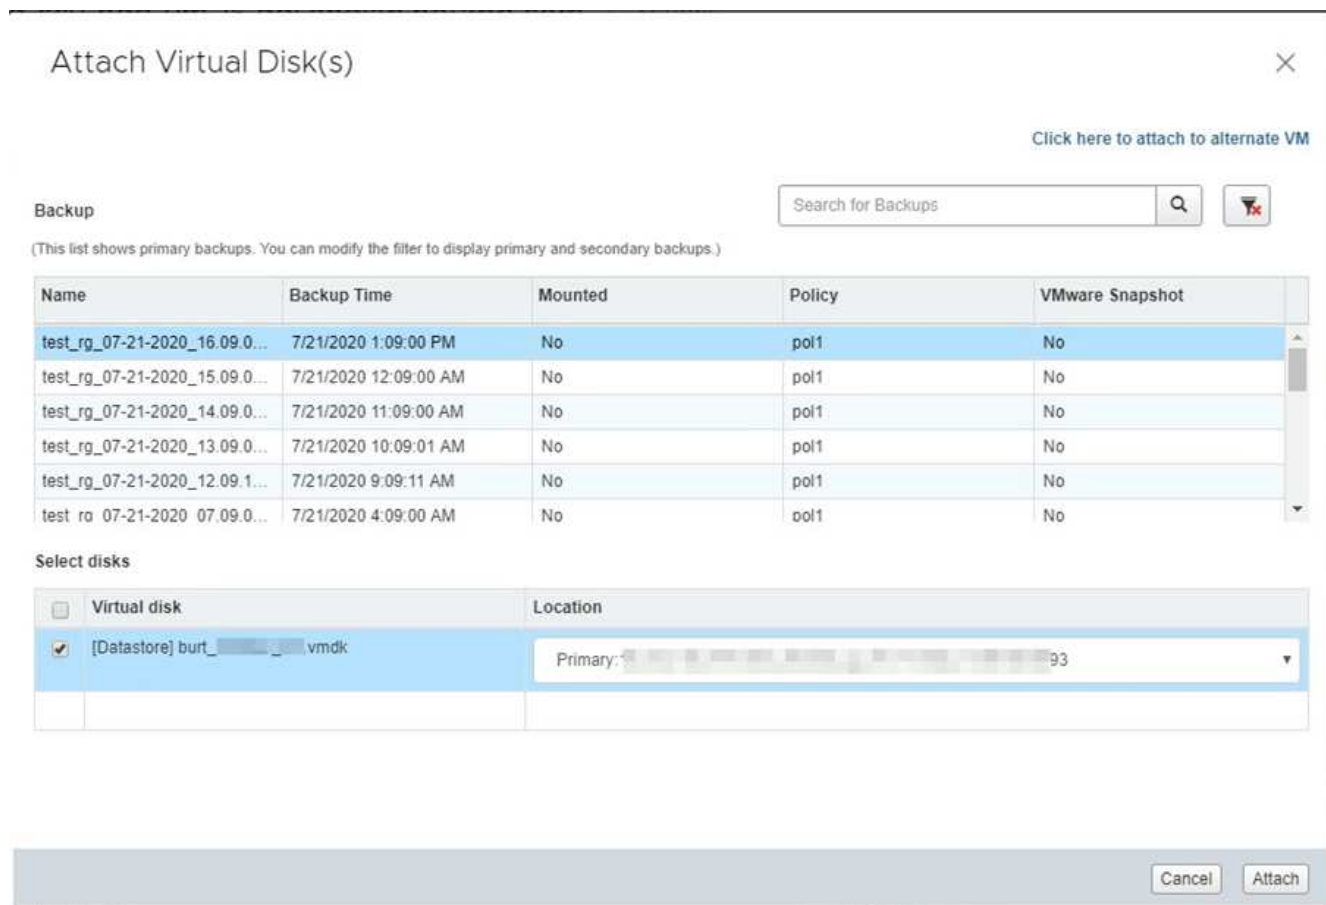 Attach Virtual Disk(s)
Click here to attach to alternate VM
Backup
Search for Backups
(This list shows primary backups. You can modify the filter to display primary and secondary backups.)
Name Backup Time Mounted Policy VMware Snapshot
test_rg_07-21-2020_16.09.0... 7/21/2020 1:09:00 PM No pol1 No
test_rg_07-21-2020_15.09.0... 7/21/2020 12:09:00 AM No pol1 No
test_rg_07-21-2020_14.09.0... 7/21/2020 11:09:00 AM No pol1 No
test_rg_07-21-2020_13.09.0... 7/21/2020 10:09:01 AM No pol1 No
test_rg_07-21-2020_12.09.1... 7/21/2020 9:09:11 AM No pol1 No
test_rg_07-21-2020_07.09.0... 7/21/2020 4:09:00 AM No pol1 No
Select disks
Virtual disk Location
[Datastore] burt_ _ .vmdk Primary: 93
Cancel Attach